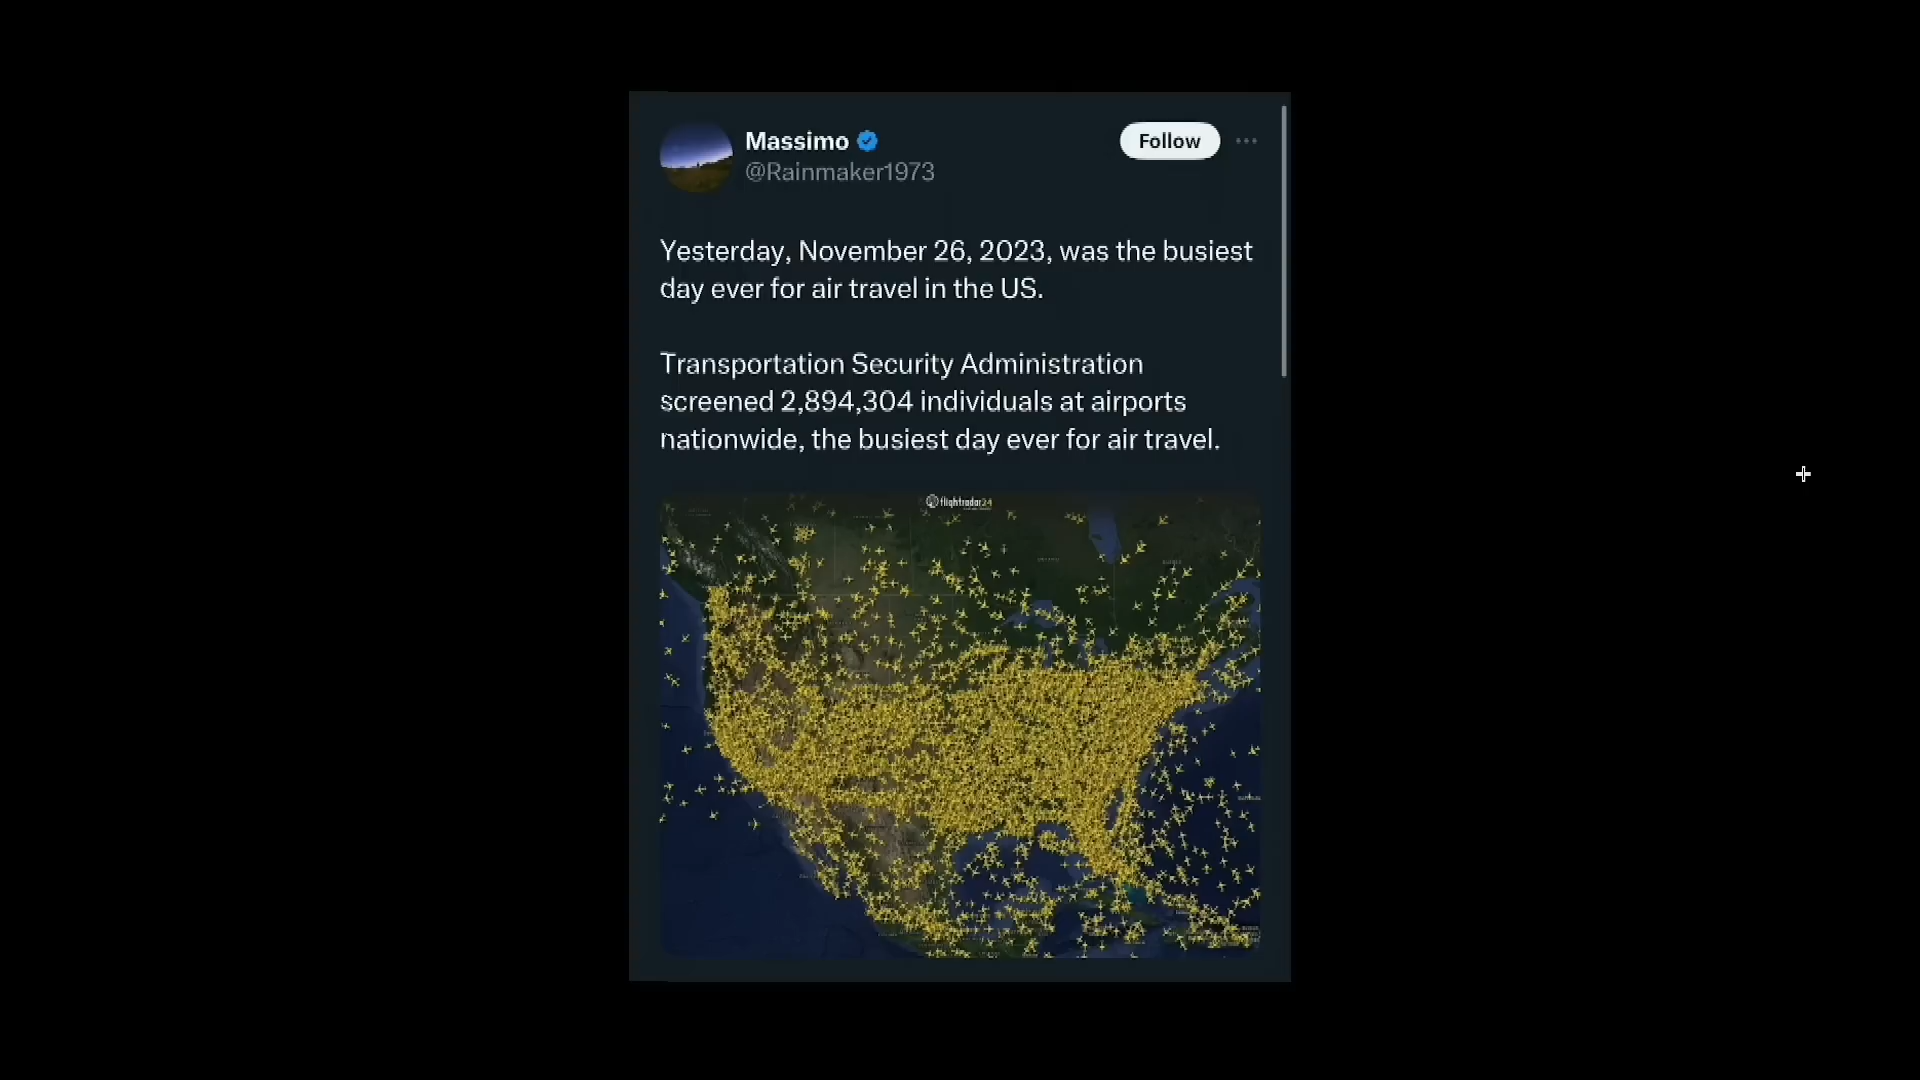 Massimo
Follow
@Rainmaker1973
Yesterday, November 26, 2023, was the busiest
day ever for air travel in the US.
Transportation Security Administration
screened 2,894,304 individuals at airports
nationwide, the busiest day ever for air travel.
flightradar24